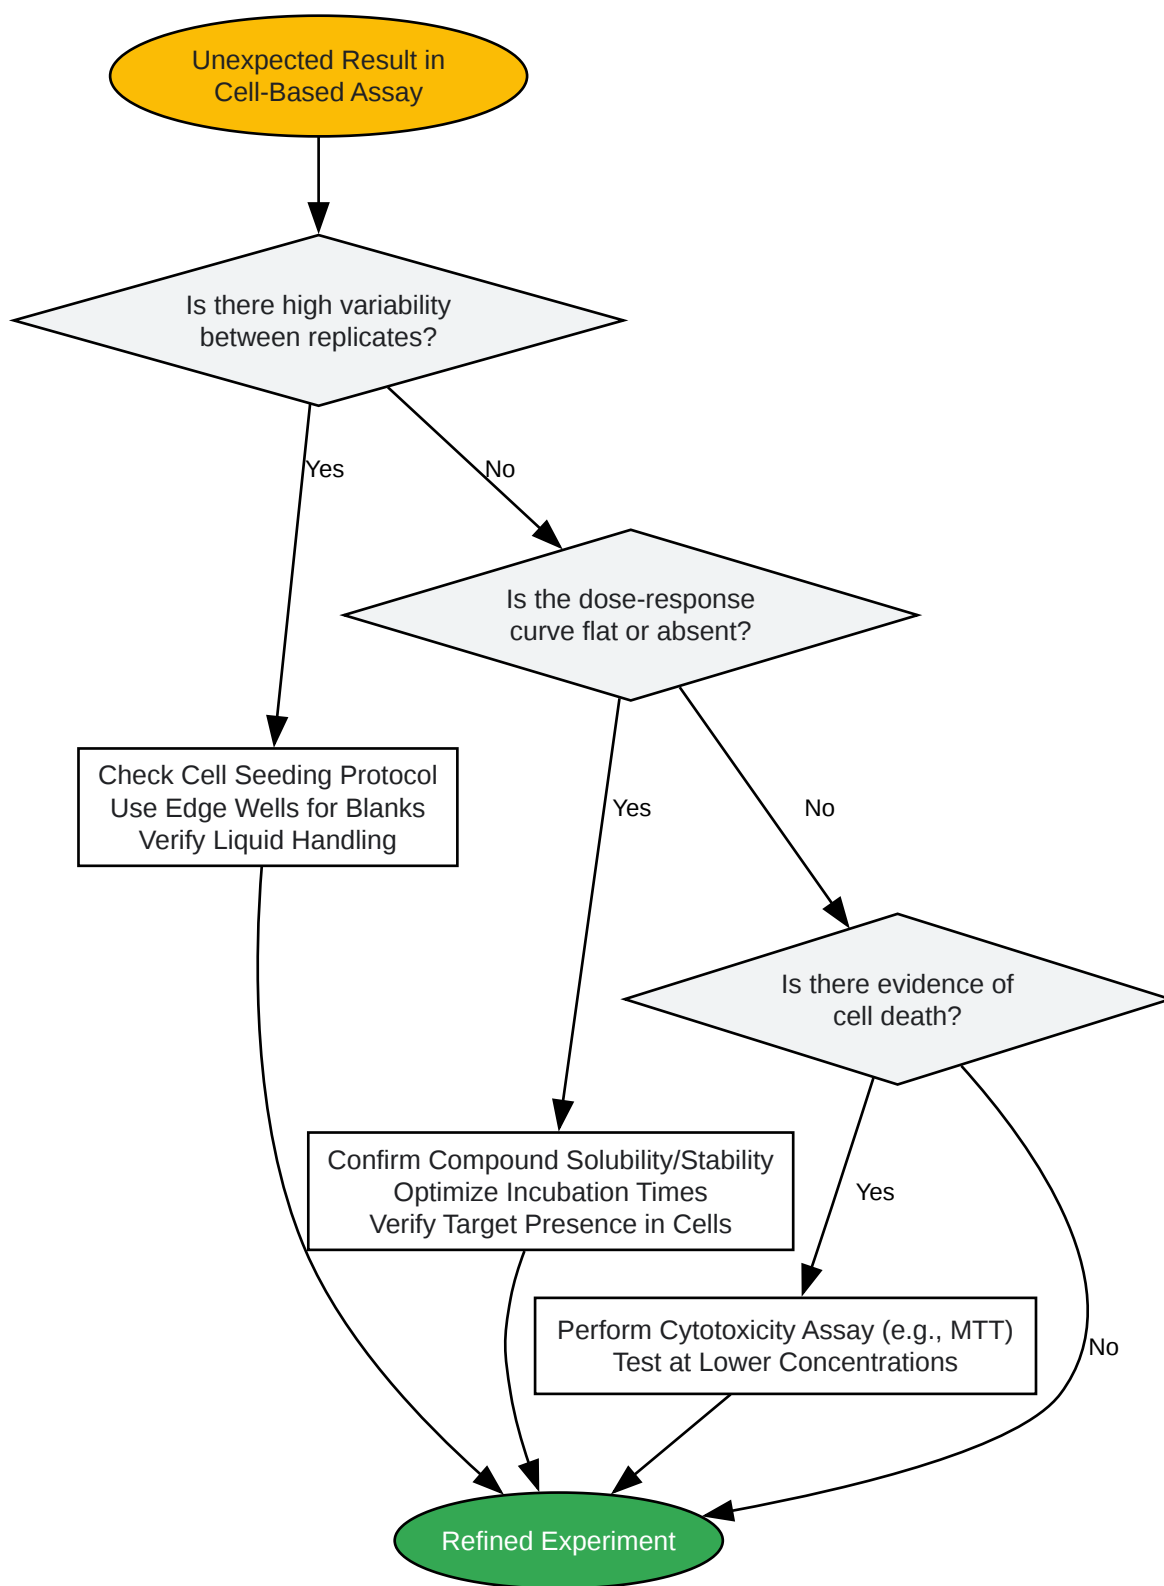 Unexpected Result in
Cell-Based Assay
Is there high variability
between replicates?
Yes
No
Is the dose-response
curve flat or absent?
Check Cell Seeding Protocol
Use Edge Wells for Blanks
Verify Liquid Handling
Yes
No
Is there evidence of
cell death?
Confirm Compound Solubility/Stability
Optimize Incubation Times
Verify Target Presence in Cells
Yes
Perform Cytotoxicity Assay (e.g., MTT)
Test at Lower Concentrations
No
Refined Experiment